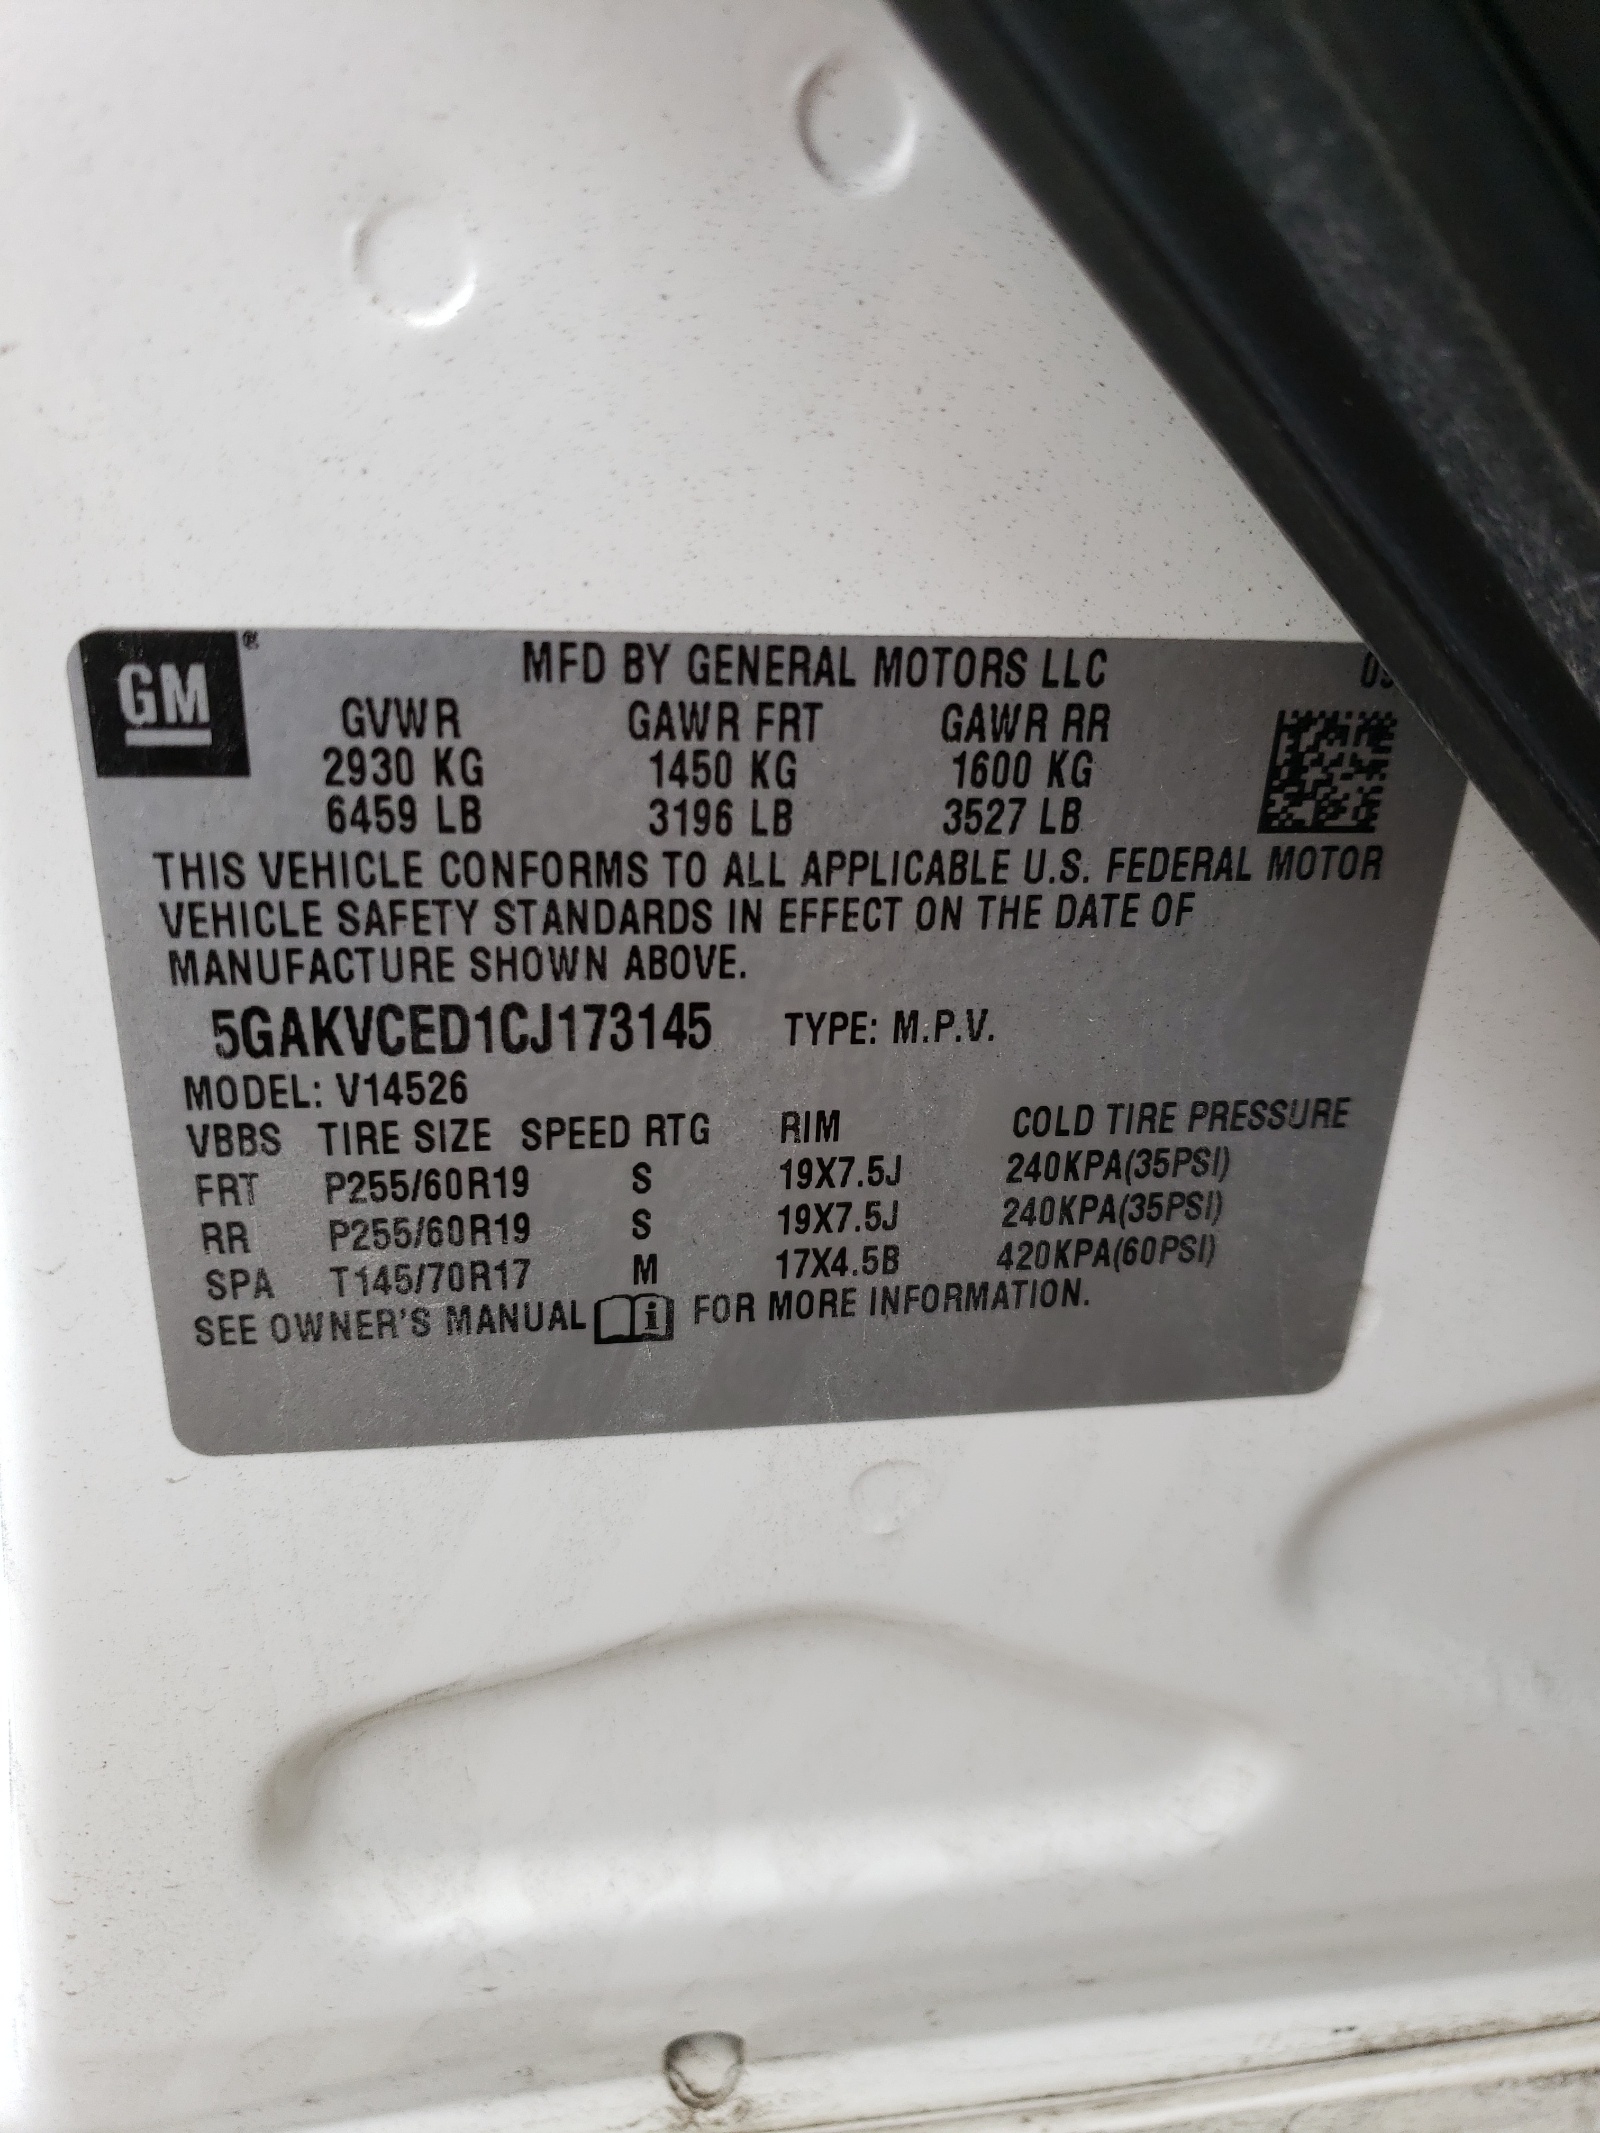 GM ® MFD BY GENERAL MOTORS LLC
GVWR GAWR FRT GAWR RR
2930 KG 1450 KG 1600 KG
6459 LB 3196 LB 3527 LB
THIS VEHICLE CONFORMS TO ALL APPLICABLE U.S. FEDERAL MOTOR
VEHICLE SAFETY STANDARDS IN EFFECT ON THE DATE OF
MANUFACTURE SHOWN ABOVE.
5GAKVCED1CJ173145 TYPE: M.P.V.
MODEL: V14526
VBBS TIRE SIZE SPEED RTG RIM COLD TIRE PRESSURE
FRT P255/60R19 S 19X7.5J 240KPA(35PSI)
RR P255/60R19 S 19X7.5J 240KPA(35PSI)
SPA T145/70R17 M 17X4.5B 420KPA(60PSI)
SEE OWNER'S MANUAL FOR MORE INFORMATION.